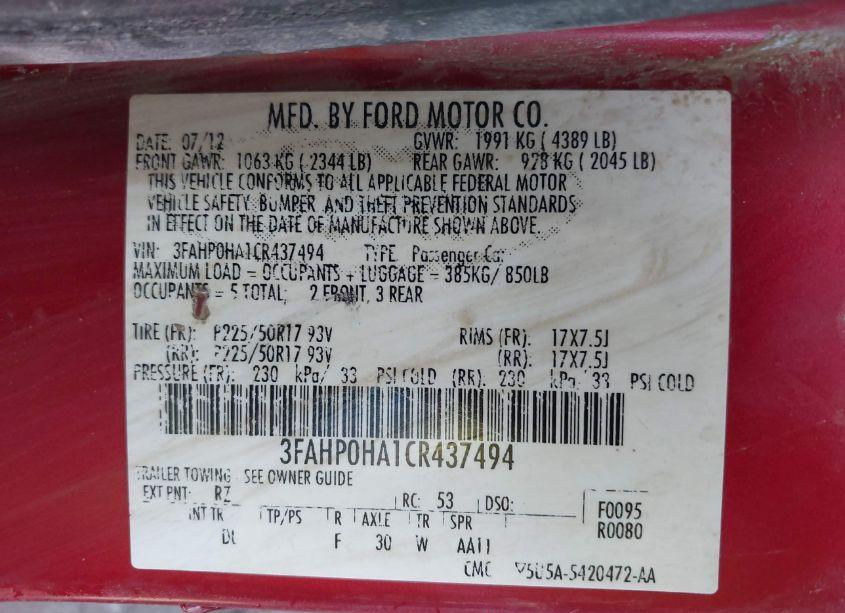 MFD. BY FORD MOTOR CO.
DATE: 07/12 GVWR: 1991 KG ( 4389 LB)
FRONT GAWR: 1063 KG ( 2344 LB) REAR GAWR: 928 KG ( 2045 LB)
THIS VEHICLE CONFORMS TO ALL APPLICABLE FEDERAL MOTOR
VEHICLE SAFETY, BUMPER, AND THEFT PREVENTION STANDARDS
IN EFFECT ON THE DATE OF MANUFACTURE SHOWN ABOVE.
VIN: 3FAHP0HA1CR437494 TYPE: Passenger Car
MAXIMUM LOAD = OCCUPANTS + LUGGAGE = 385KG/ 850LB
OCCUPANTS = 5 TOTAL; 2 FRONT, 3 REAR
TIRE (FR): P225/50R17 93V RIMS (FR): 17X7.5J
(RR): P225/50R17 93V (RR): 17X7.5J
PRESSURE (FR): 230 kPa/ 33 PSI COLD (RR): 230 kPa/ 33 PSI COLD
3FAHP0HA1CR437494
TRAILER TOWING - SEE OWNER GUIDE
EXT PNT: RZ RC: 53 DSO: F0095
R0080
INT TR TP/PS R AXLE TR SPR
F 30 W AA11
CMC 5U5A-5420472-AA